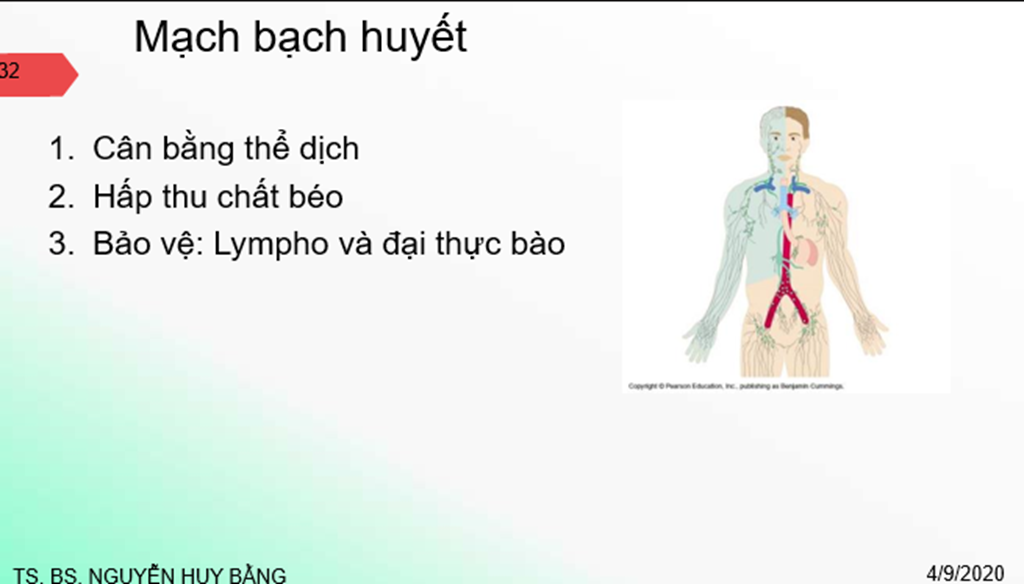 Mạch bạch huyết
32
1. Cân bằng thể dịch
2. Hấp thu chất béo
3. Bảo vệ: Lympho và đại thực bào
Copyright © Pearson Education, Inc., publishing as Benjamin Cummings.
TS. BS. NGUYỄN HUY BẰNG
4/9/2020